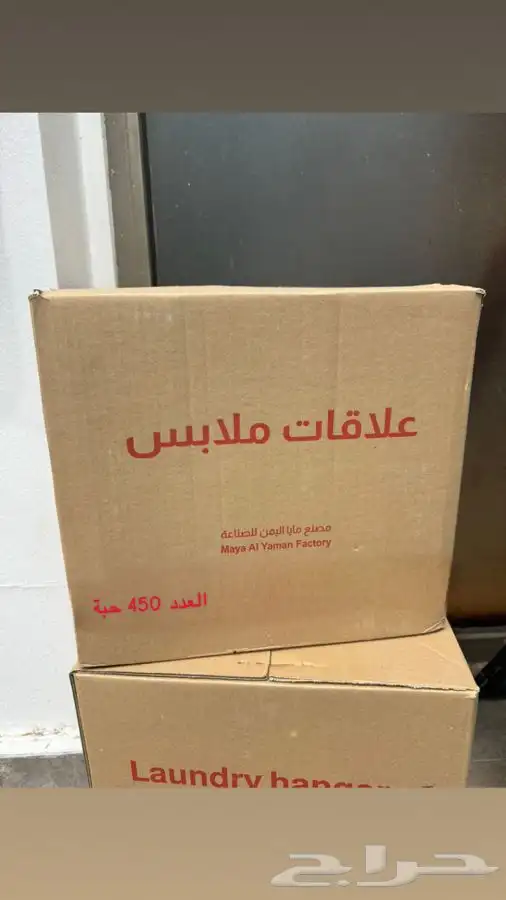 علاقات ملابس
مصنع مايا اليمن للصناعة
Maya Al Yaman Factory
العدد 450 حبة
Laundry hanger
حراج